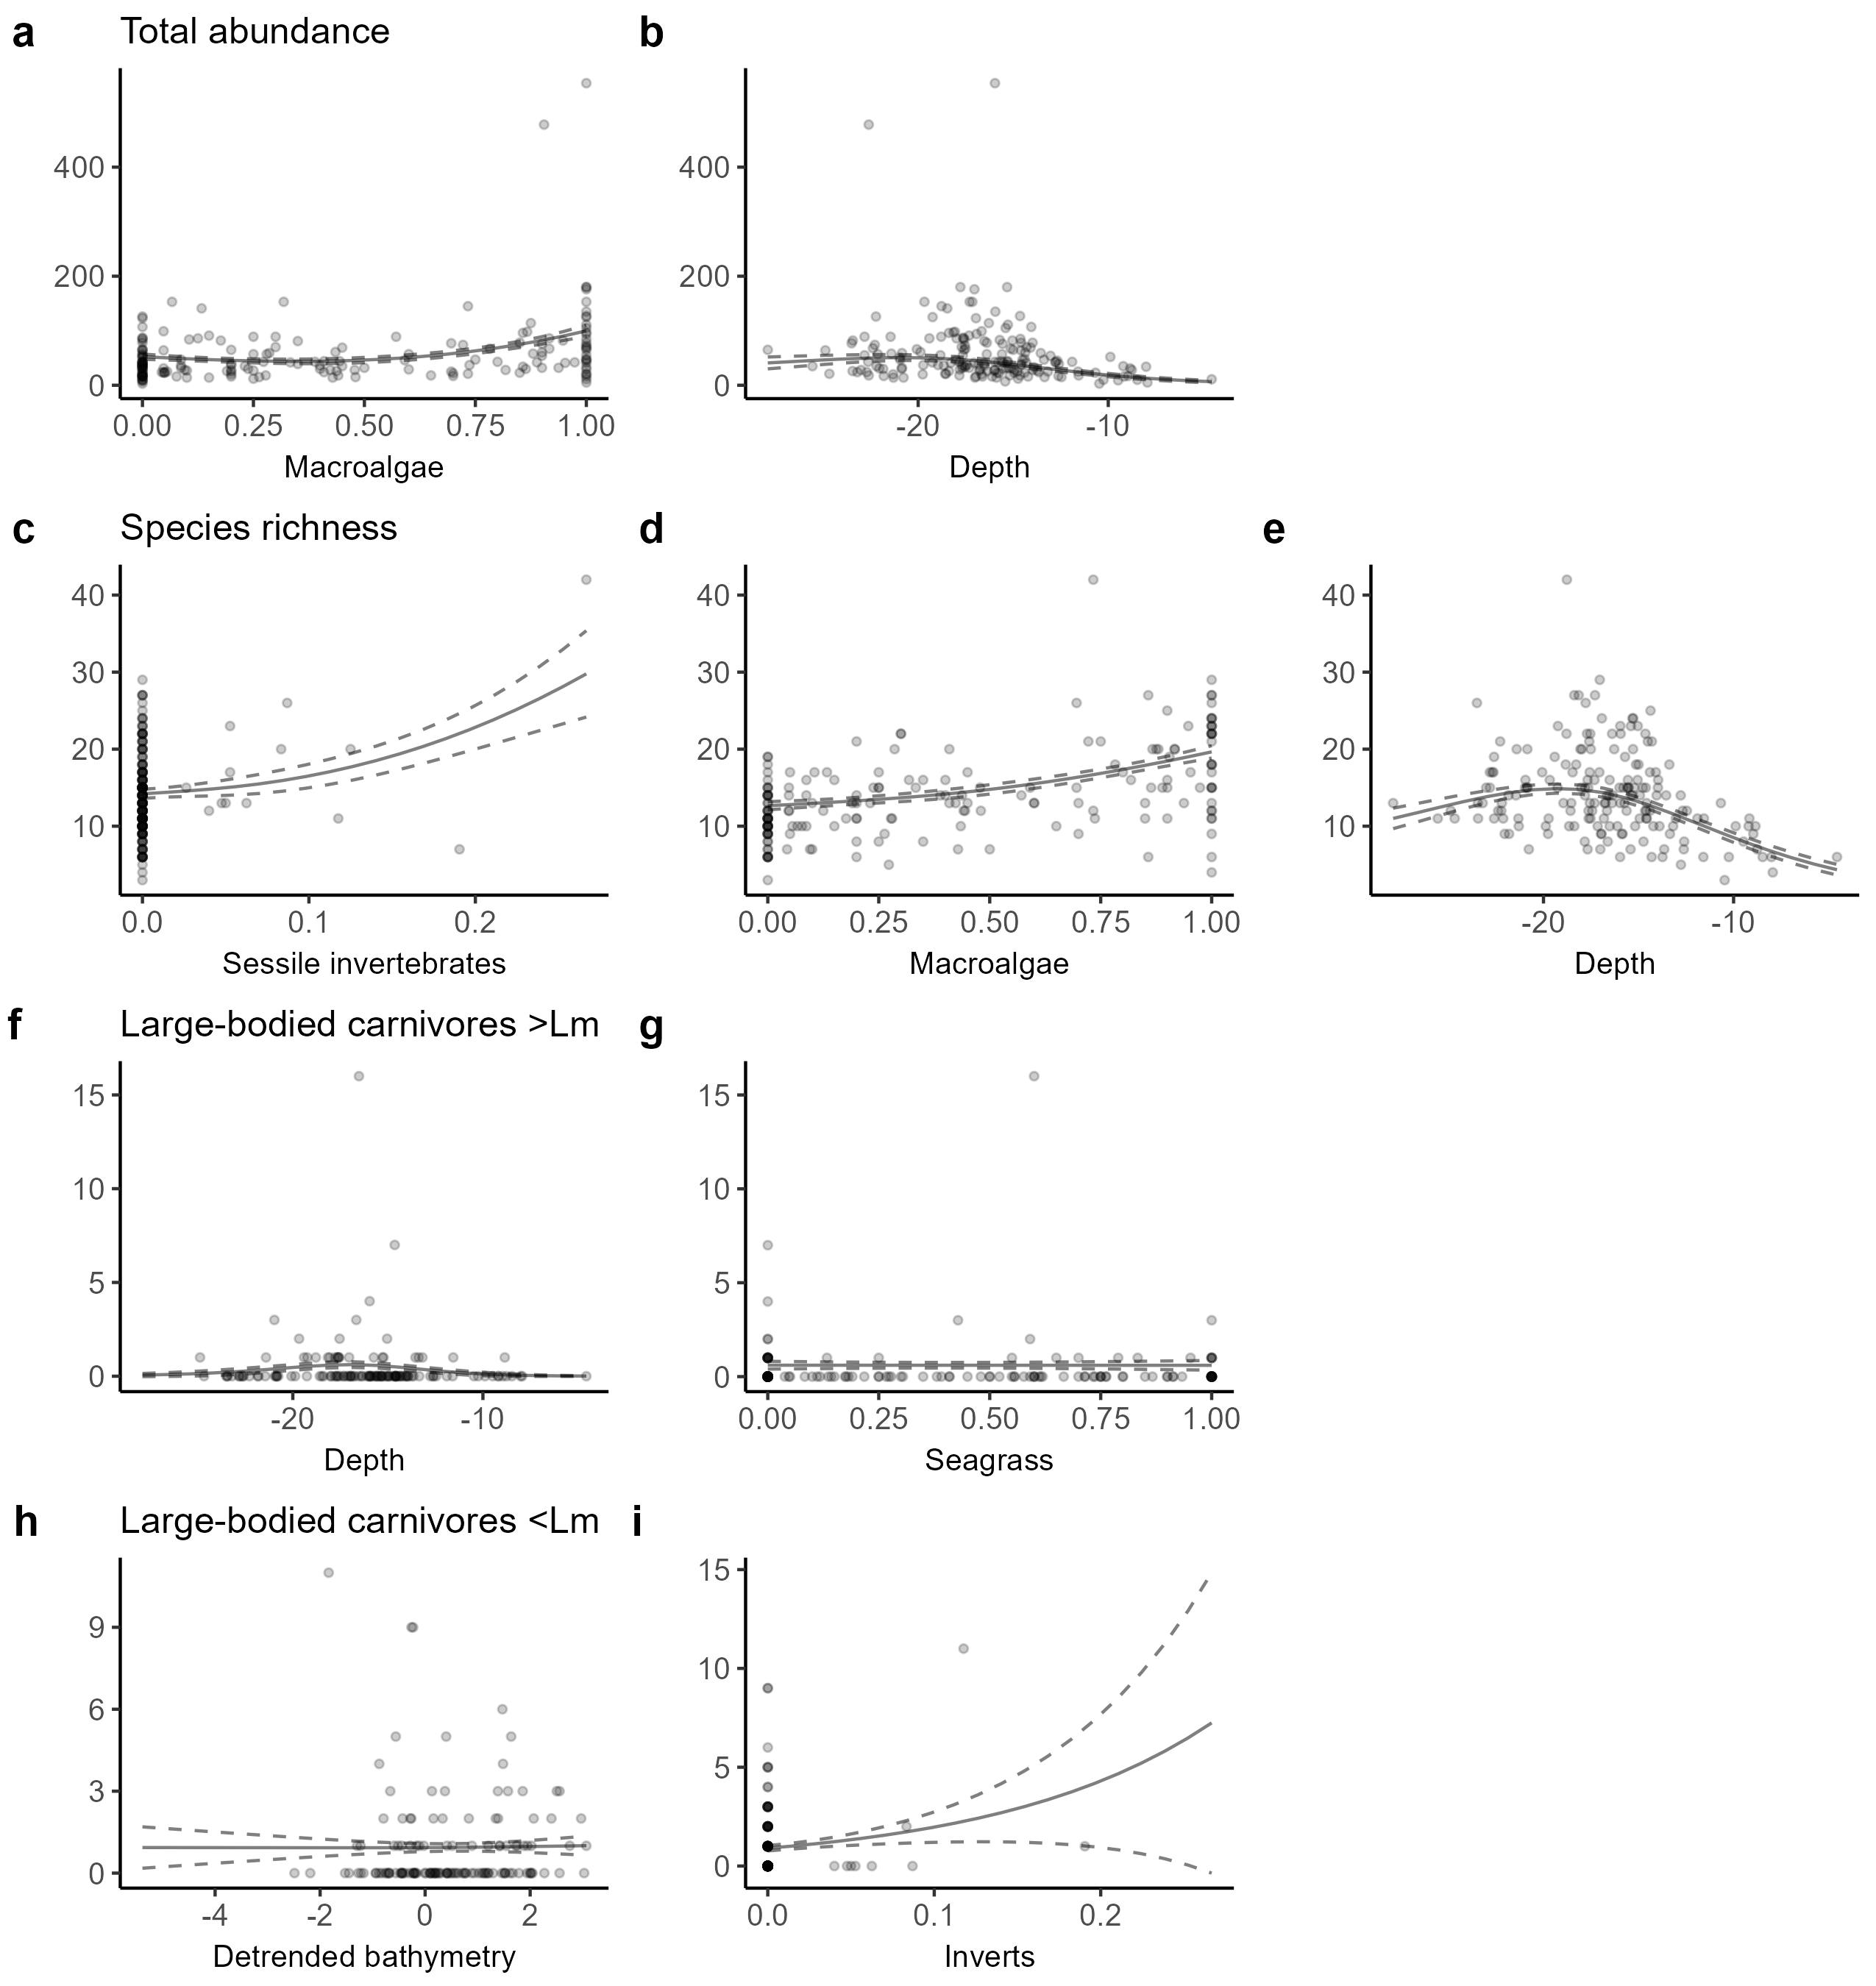 a Total abundance b
400
200
0
0.00 0.25 0.50 0.75 1.00
Macroalgae
400
200
0
-20 -10
Depth
c Species richness d e
40
30
20
10
0.0 0.1 0.2
Sessile invertebrates
40
30
20
10
0.00 0.25 0.50 0.75 1.00
Macroalgae
40
30
20
10
-20 -10
Depth
f Large-bodied carnivores >Lm g
15
10
5
0
-20 -10
Depth
15
10
5
0
0.00 0.25 0.50 0.75 1.00
Seagrass
h Large-bodied carnivores <Lm i
9
6
3
0
-4 -2 0 2
Detrended bathymetry
15
10
5
0
0.0 0.1 0.2
Inverts